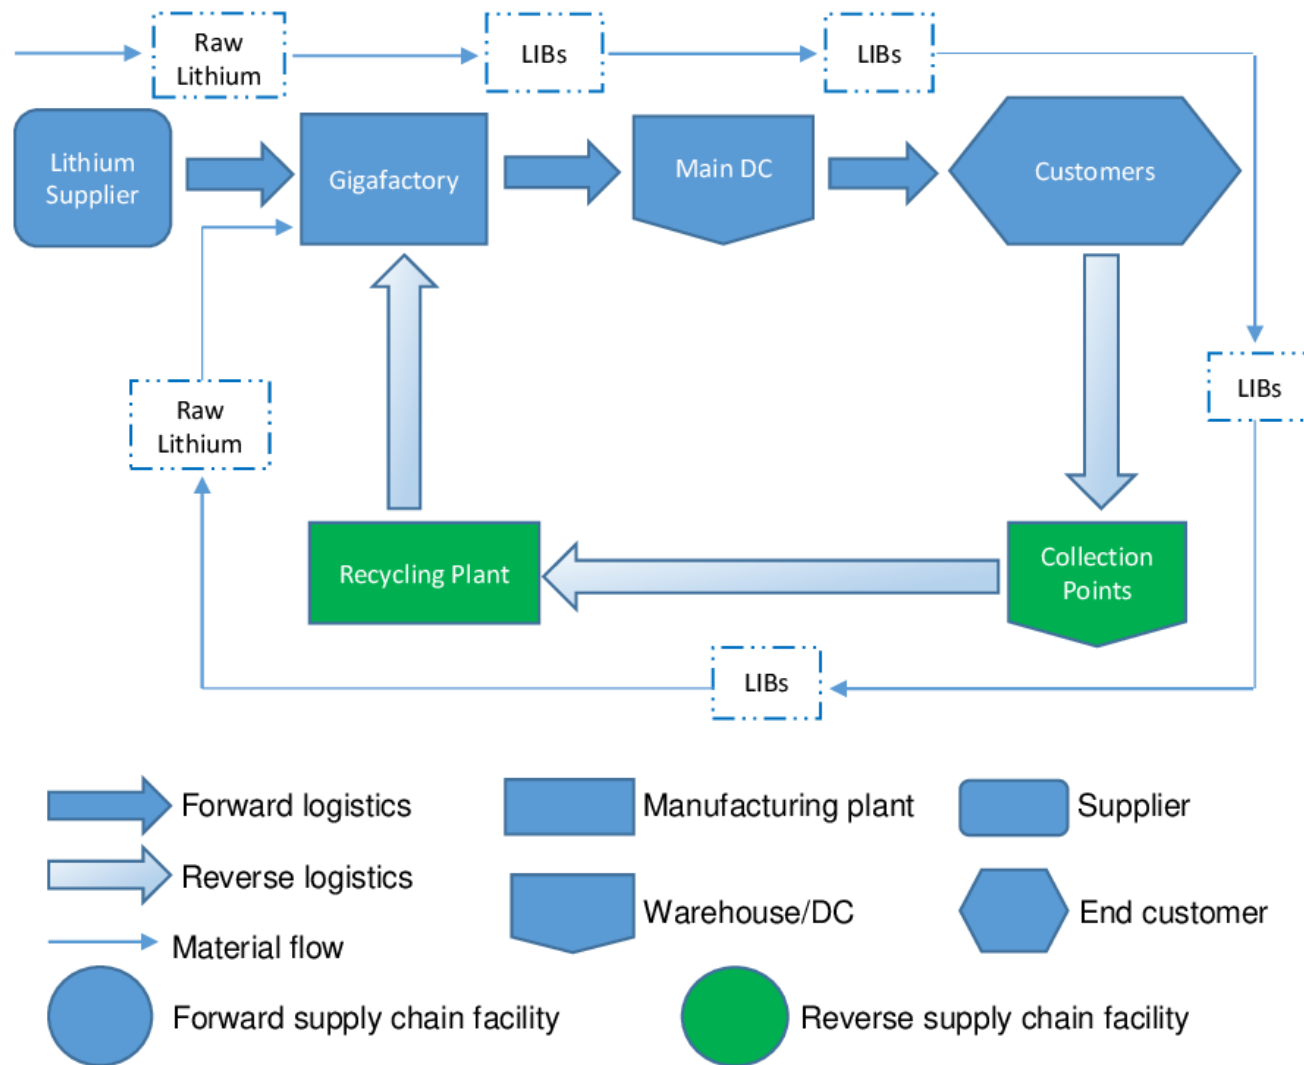 Raw
Lithium
LIBs
LIBs
Lithium
Supplier
Gigafactory
Main DC
Customers
LIBs
Raw
Lithium
Recycling Plant
Collection
Points
LIBs
Forward logistics
Manufacturing plant
Supplier
Reverse logistics
Warehouse/DC
End customer
Material flow
Forward supply chain facility
Reverse supply chain facility